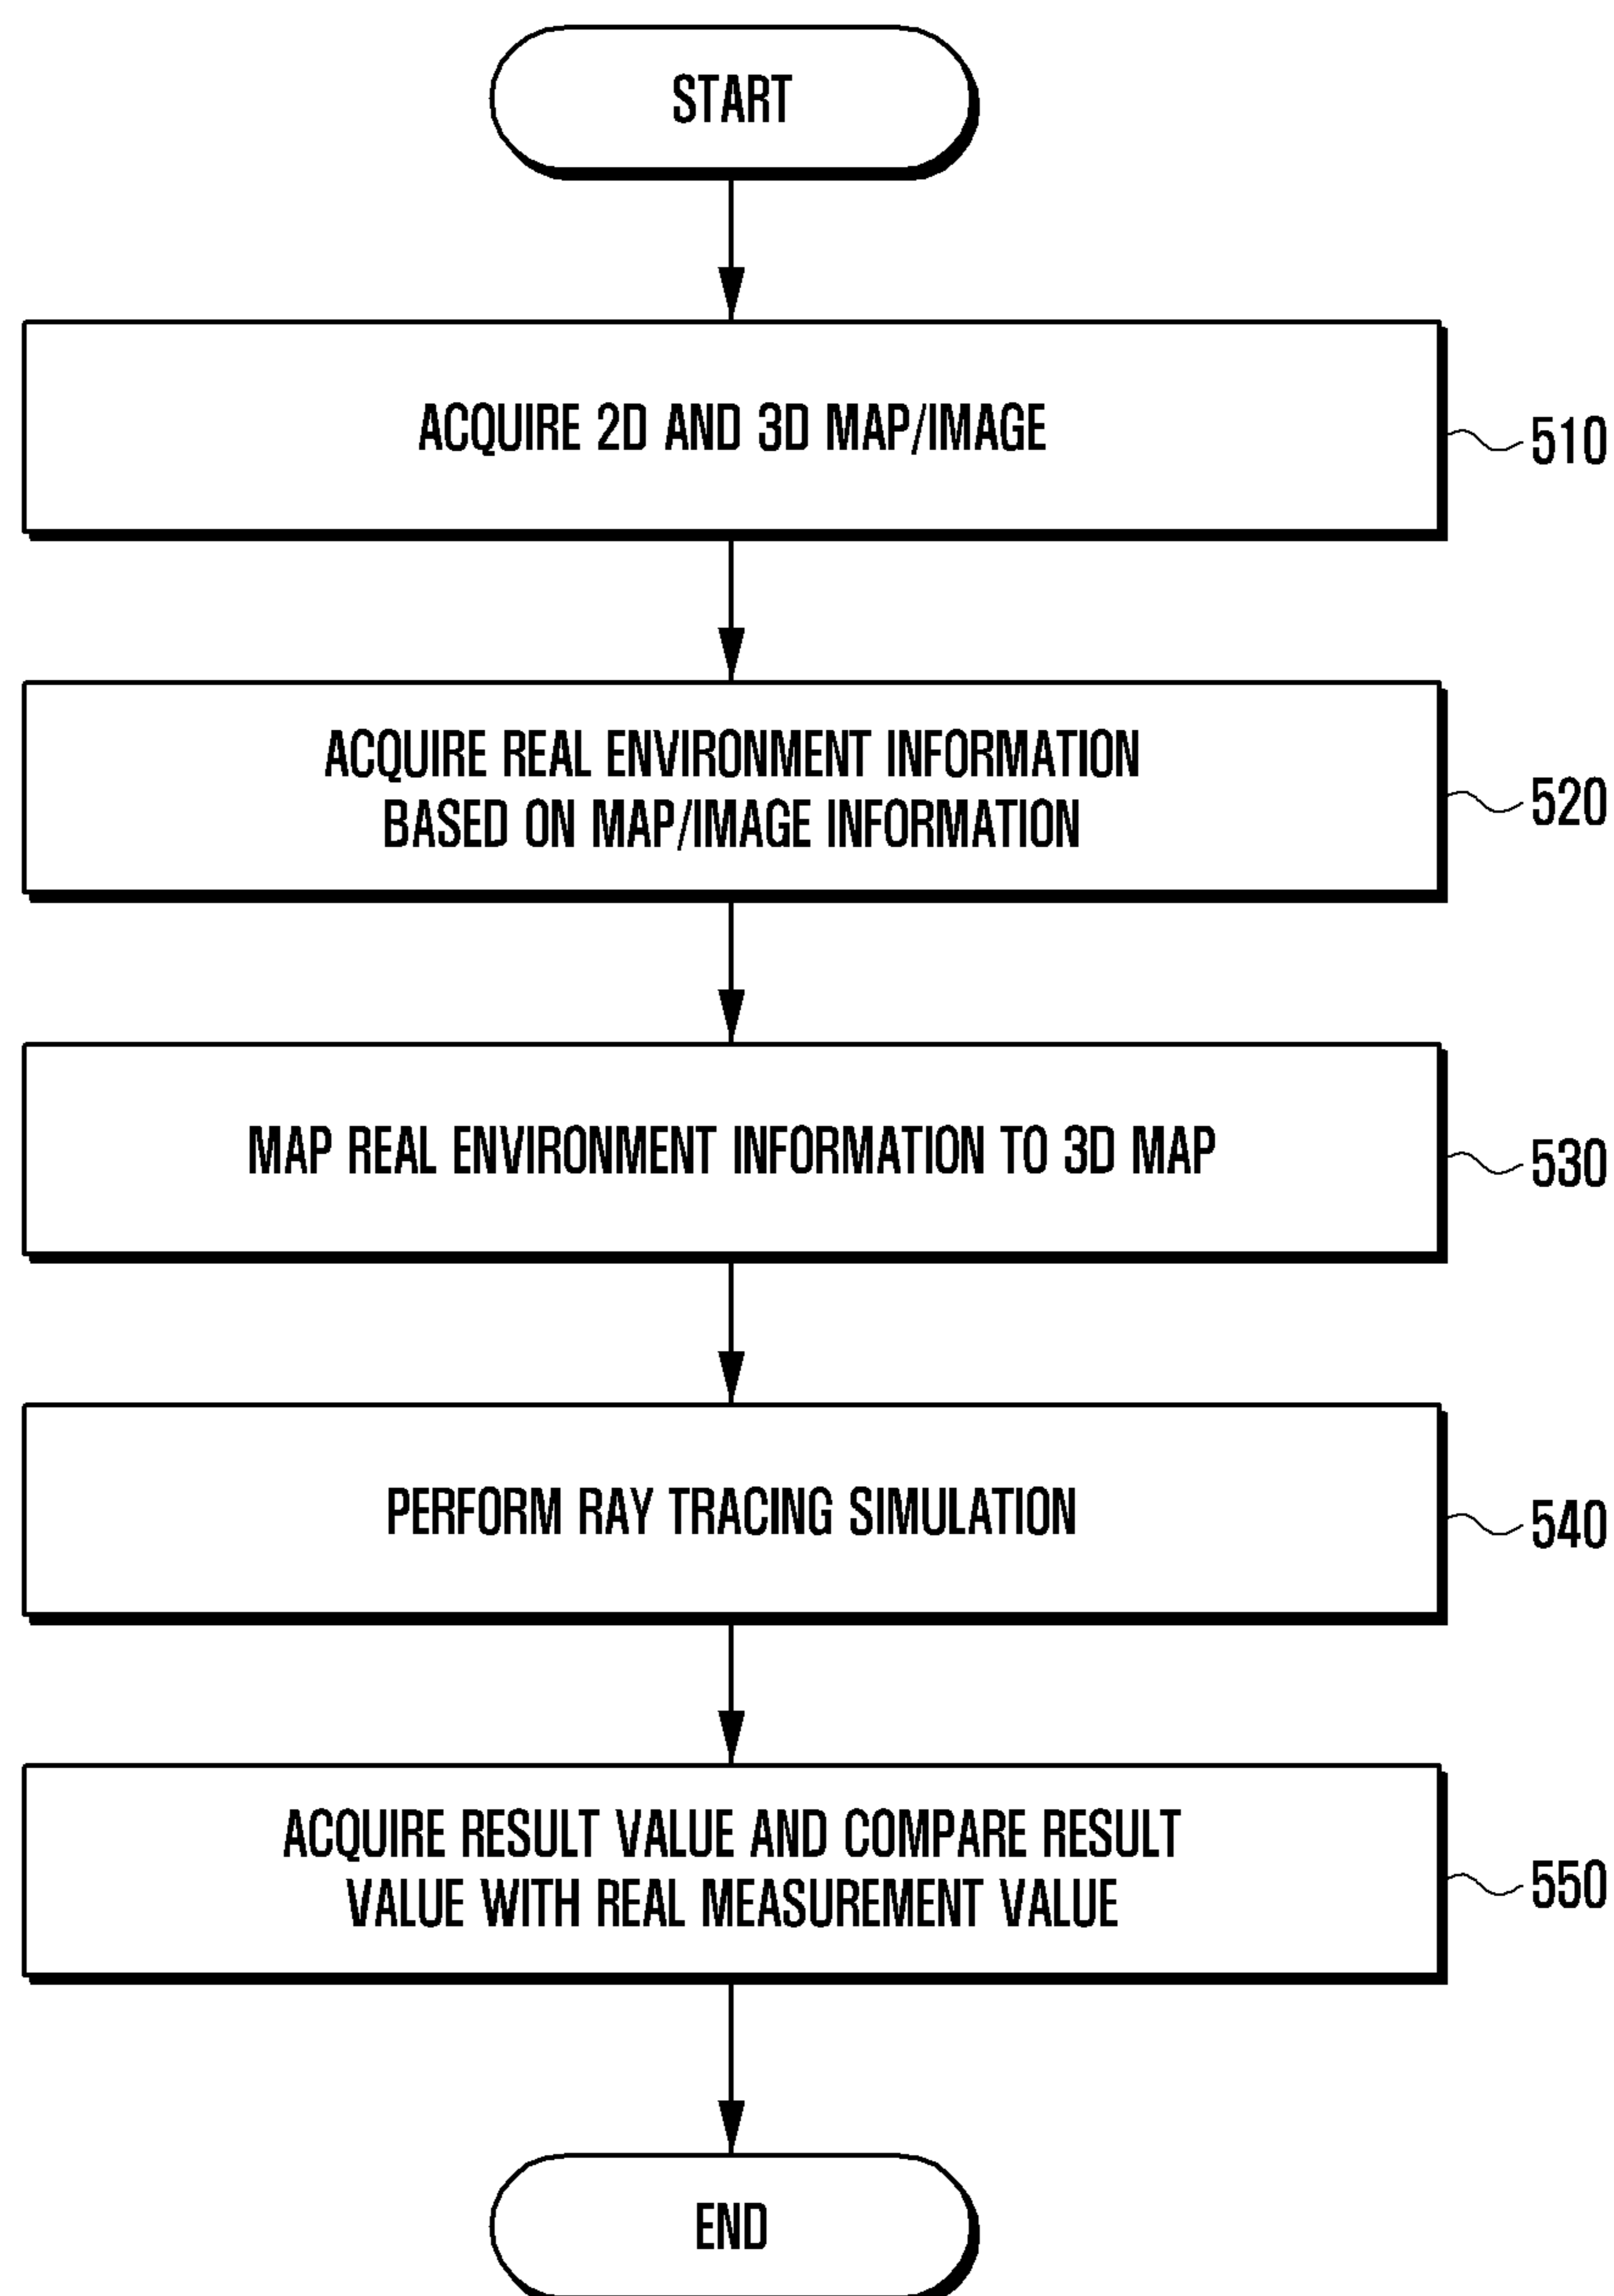 START
ACQUIRE 2D AND 3D MAP/IMAGE
510
ACQUIRE REAL ENVIRONMENT INFORMATION
BASED ON MAP/IMAGE INFORMATION
520
MAP REAL ENVIRONMENT INFORMATION TO 3D MAP
530
PERFORM RAY TRACING SIMULATION
540
ACQUIRE RESULT VALUE AND COMPARE RESULT
VALUE WITH REAL MEASUREMENT VALUE
550
END